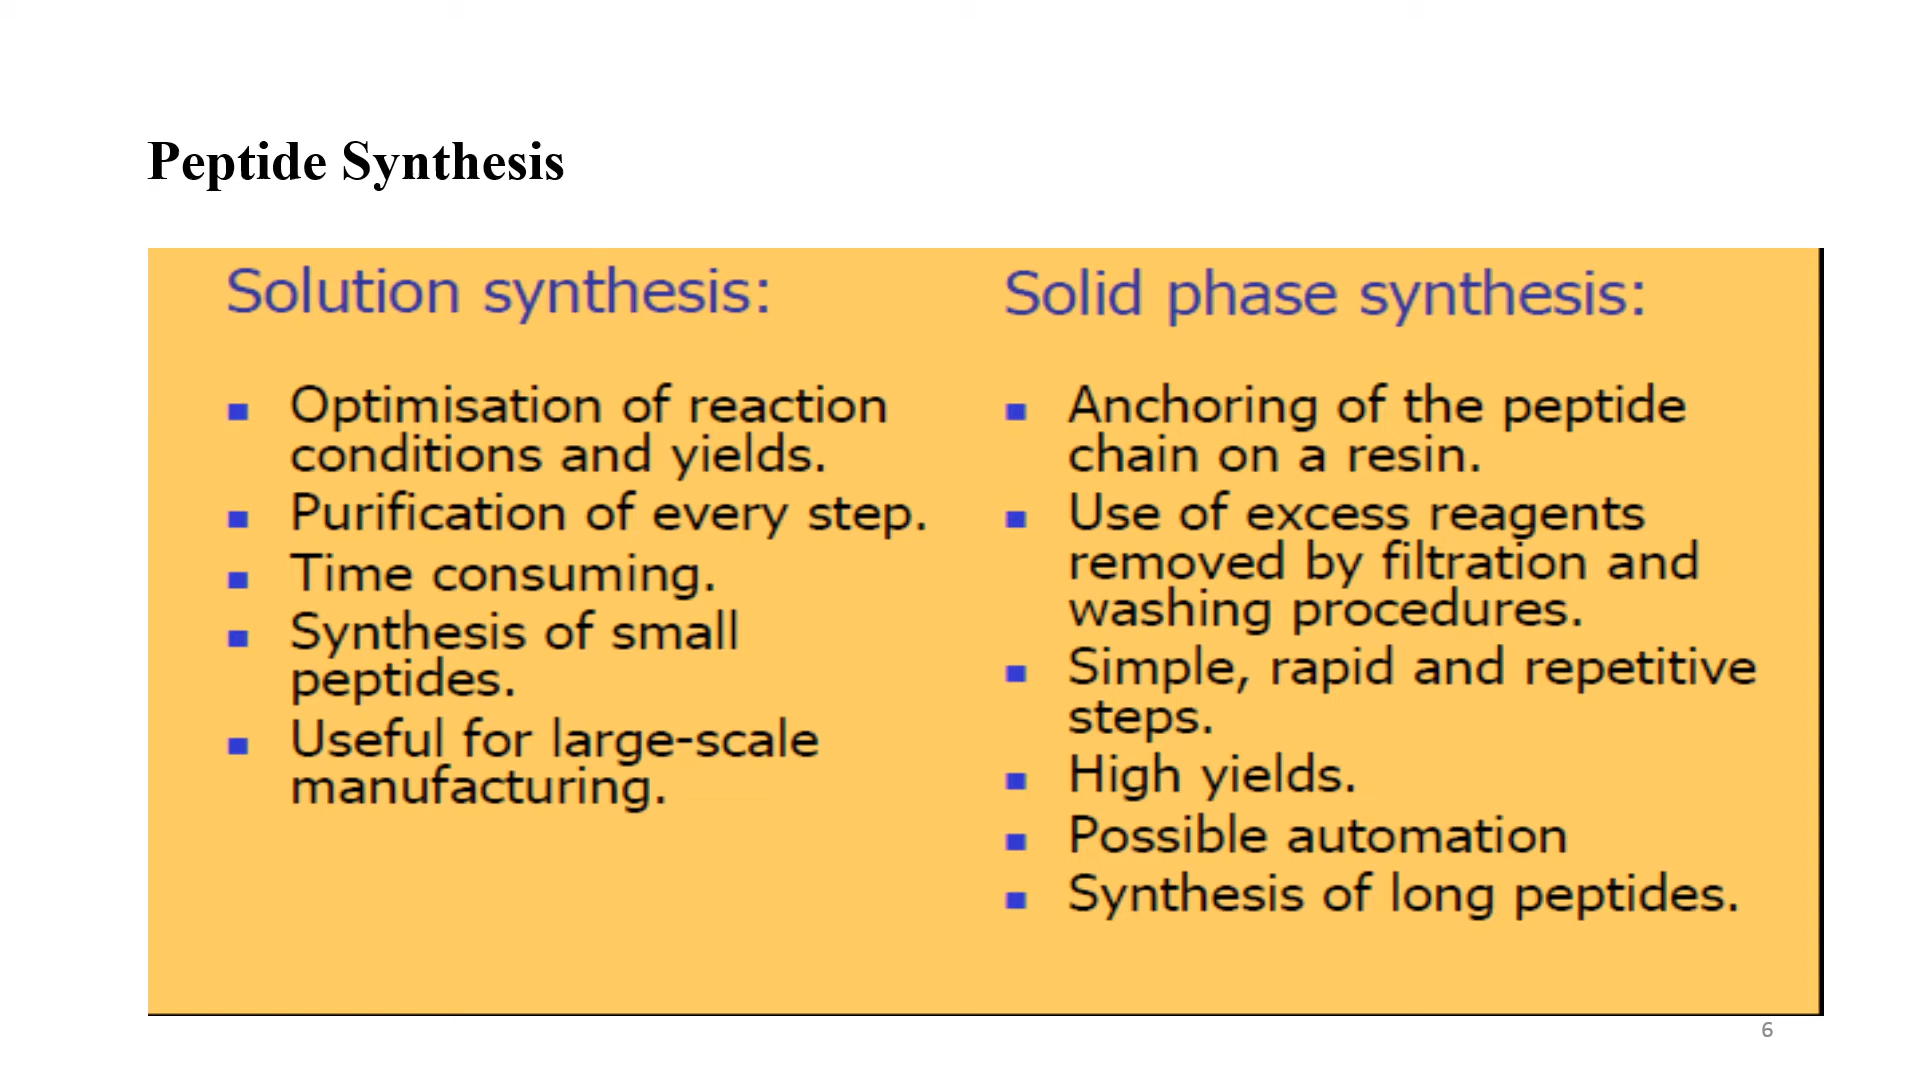 Peptide Synthesis
Solution synthesis:
▪ Optimisation of reaction
conditions and yields.
▪ Purification of every step.
▪ Time consuming.
▪ Synthesis of small
peptides.
▪ Useful for large-scale
manufacturing.
Solid phase synthesis:
▪ Anchoring of the peptide
chain on a resin.
▪ Use of excess reagents
removed by filtration and
washing procedures.
▪ Simple, rapid and repetitive
steps.
▪ High yields.
▪ Possible automation
▪ Synthesis of long peptides.
6